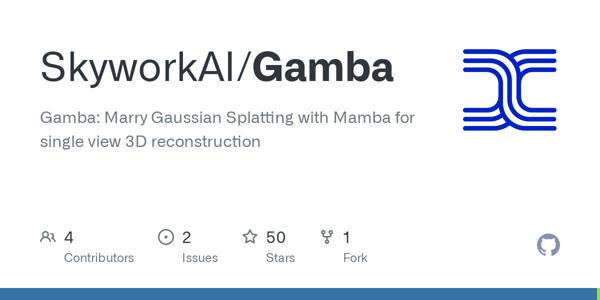 SkyworkAI/Gamba
Gamba: Marry Gaussian Splatting with Mamba for
single view 3D reconstruction
4
Contributors
2
Issues
50
Stars
1
Fork